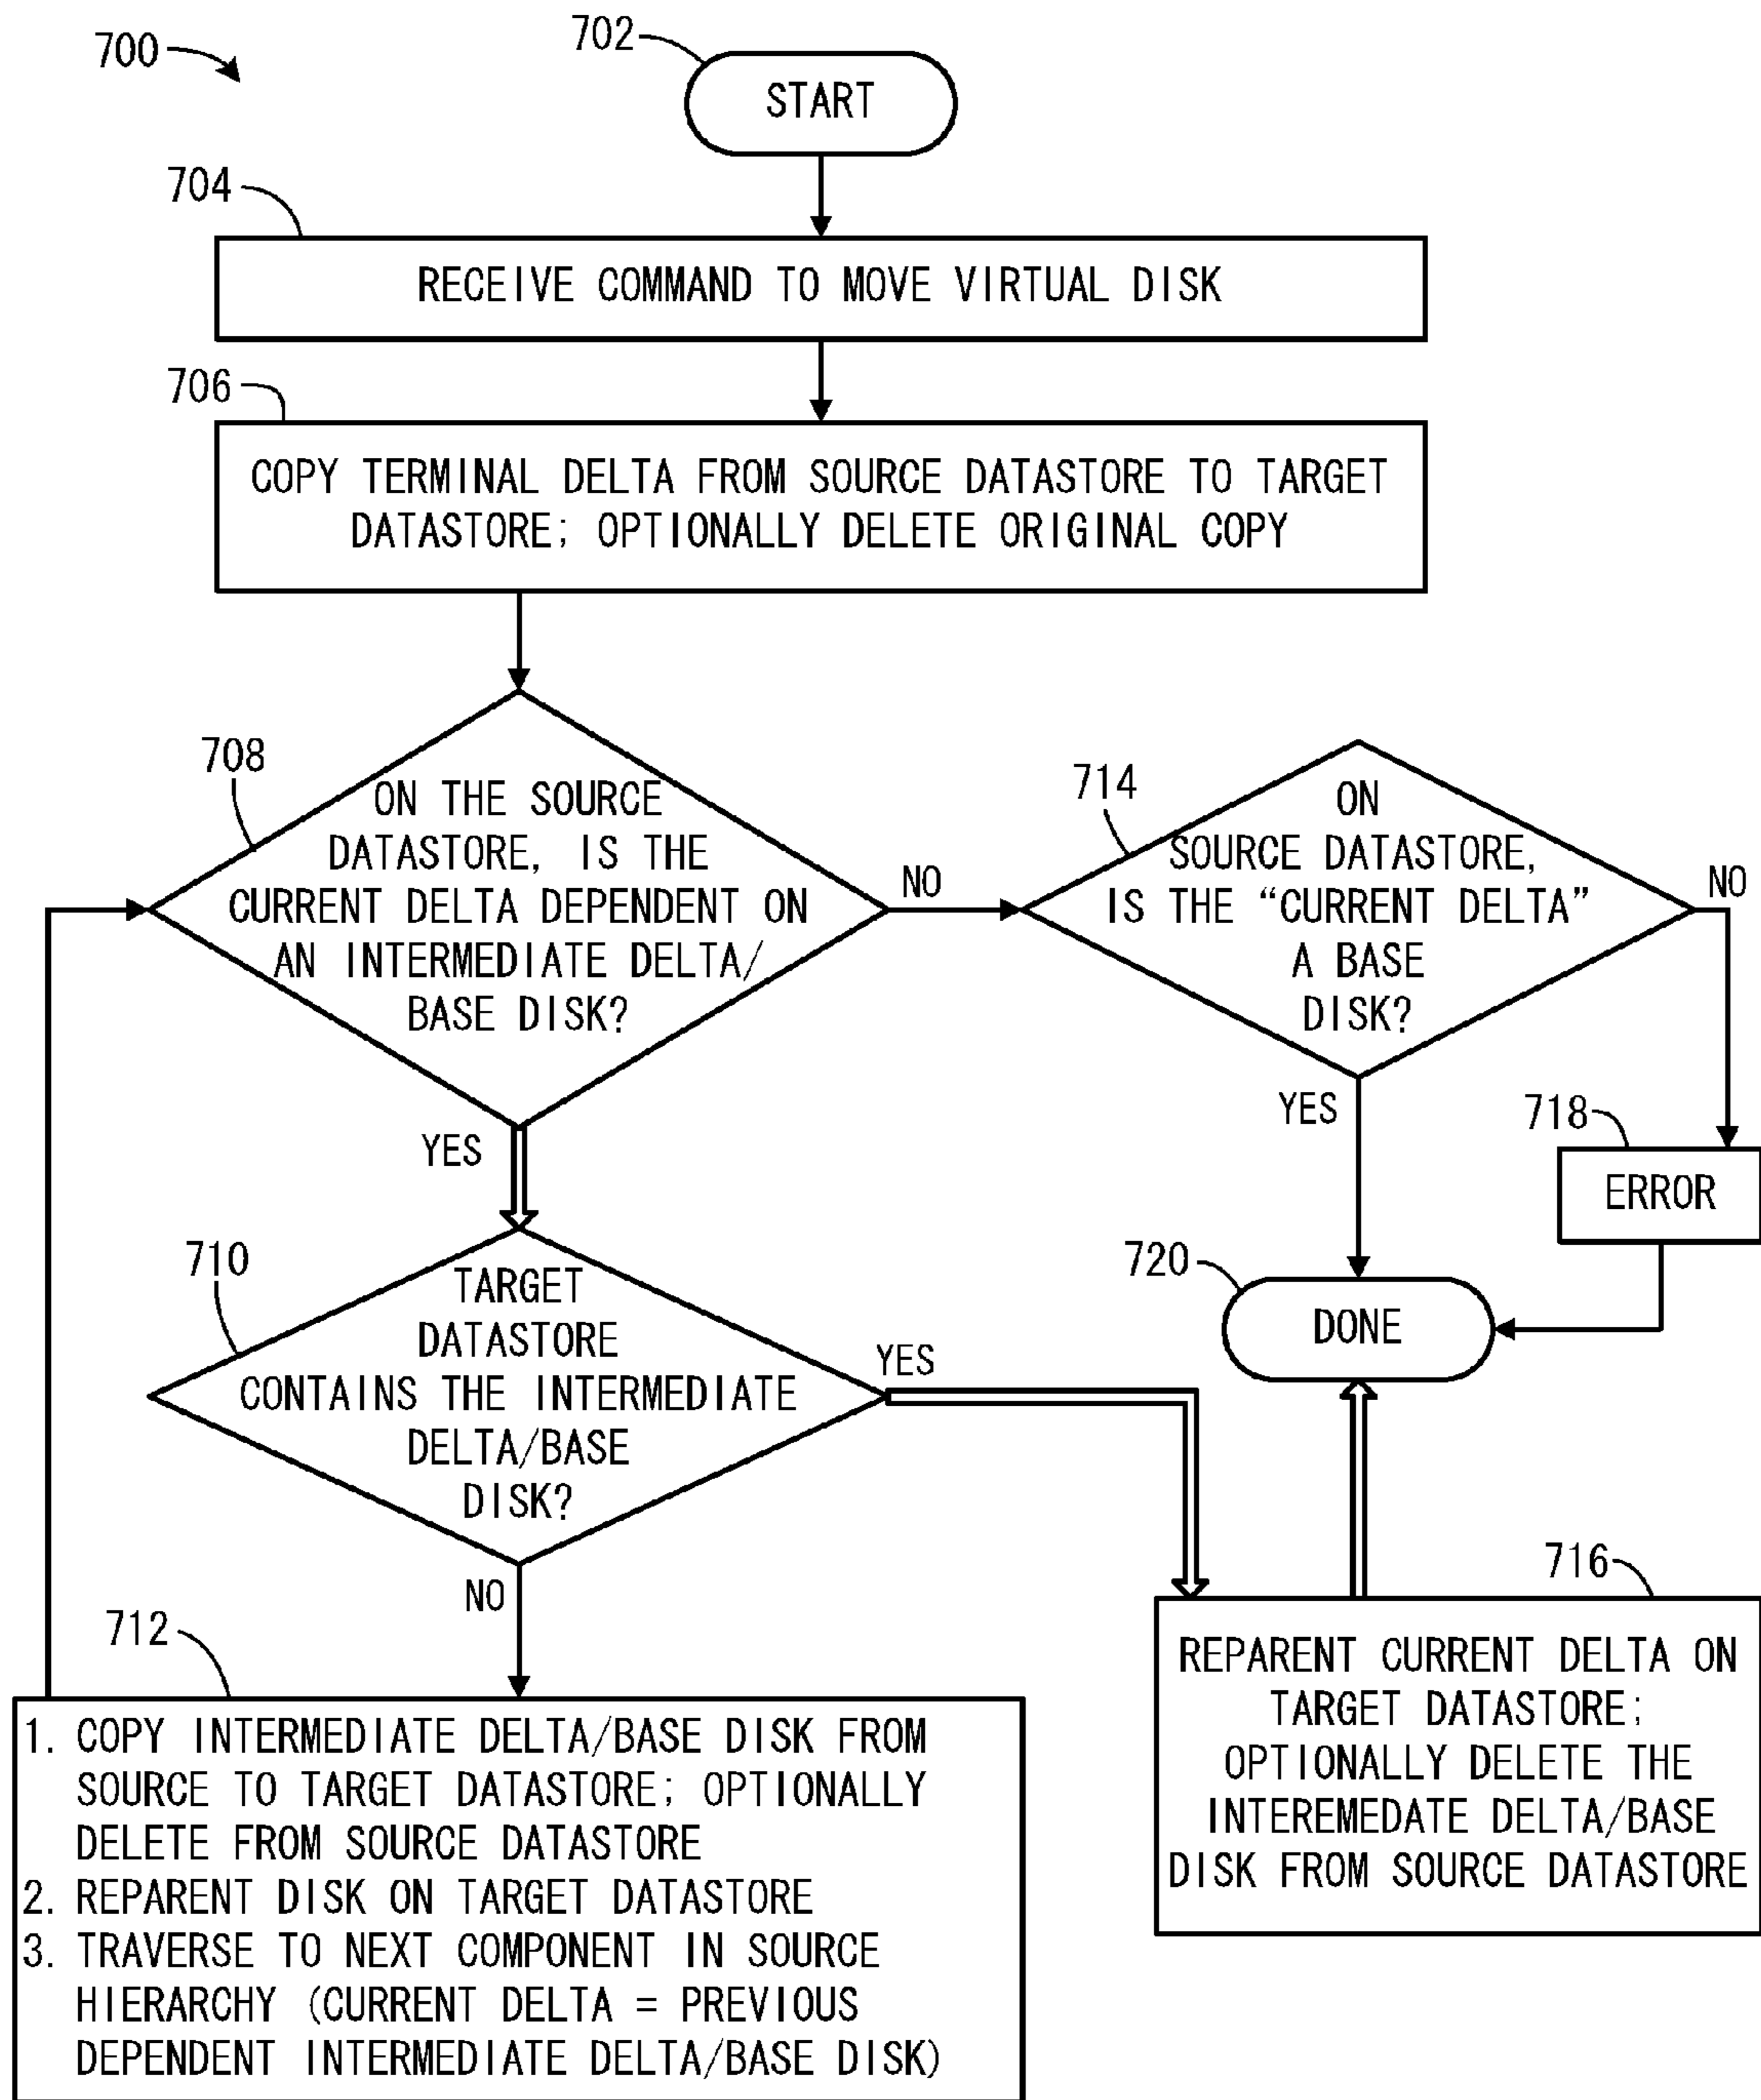 700
702
START
704
RECEIVE COMMAND TO MOVE VIRTUAL DISK
706
COPY TERMINAL DELTA FROM SOURCE DATASTORE TO TARGET
DATASTORE; OPTIONALLY DELETE ORIGINAL COPY
708
ON THE SOURCE
DATASTORE, IS THE
CURRENT DELTA DEPENDENT ON
AN INTERMEDIATE DELTA/
BASE DISK?
NO
714
ON
SOURCE DATASTORE,
IS THE “CURRENT DELTA”
A BASE
DISK?
NO
YES
YES
718
ERROR
710
TARGET
DATASTORE
CONTAINS THE INTERMEDIATE
DELTA/BASE
DISK?
YES
720
DONE
NO
712
1. COPY INTERMEDIATE DELTA/BASE DISK FROM
SOURCE TO TARGET DATASTORE; OPTIONALLY
DELETE FROM SOURCE DATASTORE
2. REPARENT DISK ON TARGET DATASTORE
3. TRAVERSE TO NEXT COMPONENT IN SOURCE
HIERARCHY (CURRENT DELTA = PREVIOUS
DEPENDENT INTERMEDIATE DELTA/BASE DISK)
716
REPARENT CURRENT DELTA ON
TARGET DATASTORE;
OPTIONALLY DELETE THE
INTEREMEDATE DELTA/BASE
DISK FROM SOURCE DATASTORE